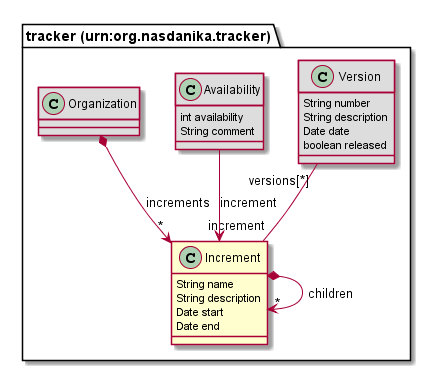 tracker (urn:org.nasdanika.tracker)
C Organization
C Availability
int availability
String comment
C Version
String number
String description
Date date
boolean released
versions[*]
increments
increment
*
increment
C Increment
String name
String description
Date start
Date end
children
*